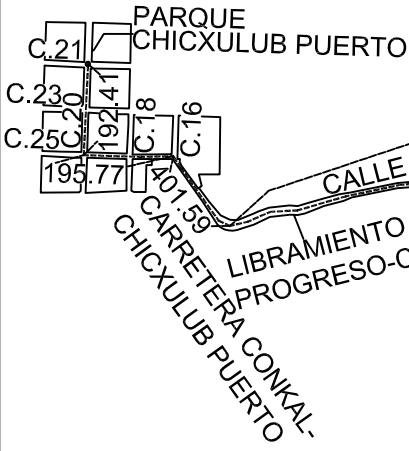 PARQUE
CHICXULUB PUERTO
C.21
C.23
C.25
C.20
192.41
C.18
C.16
195.77
401.59
CALLE
CARRETERA CONKAL-
CHICXULUB PUERTO
LIBRAMIENTO
PROGRESO-C